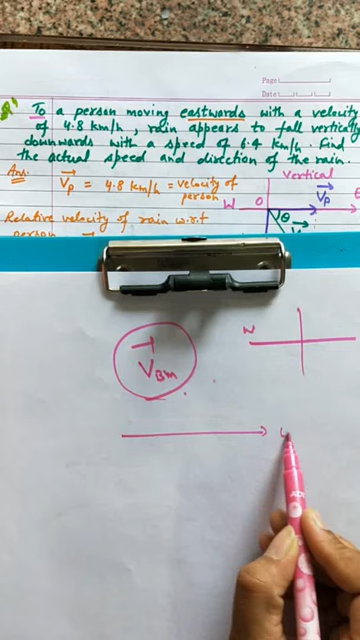 Page:
Date:
Q' To a person moving eastwards with a velocity
of 4.8 km/h, rain appears to fall vertically
downwards with a speed of 6.4 km/h. Find
the actual speed and direction of the rain.
Ans.
Vp = 4.8 km/h = velocity of
person
Vertical
W O Vp E
θ
Relative velocity of rain w.r.t
person
VBm
W